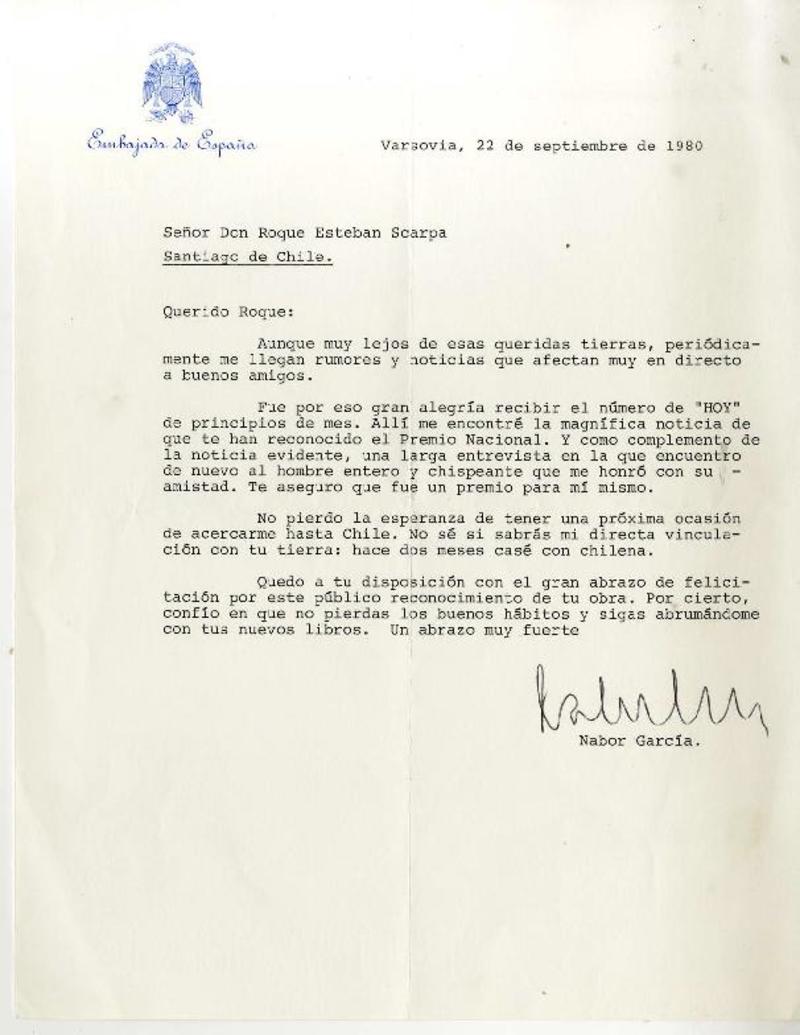 Embajada de España
Varsovia, 22 de septiembre de 1980
Señor Don Roque Esteban Scarpa
Santiago de Chile.
Querido Roque:
Aunque muy lejos de esas queridas tierras, periódica-
mente me llegan rumores y noticias que afectan muy en directo
a buenos amigos.
Fue por eso gran alegría recibir el número de "HOY"
de principios de mes. Allí me encontré la magnífica noticia de
que te han reconocido el Premio Nacional. Y como complemento de
la noticia evidente, una larga entrevista en la que encuentro
de nuevo al hombre entero y chispeante que me honró con su -
amistad. Te aseguro que fue un premio para mí mismo.
No pierdo la esperanza de tener una próxima ocasión
de acercarme hasta Chile. No sé si sabrás mi directa vincula-
ción con tu tierra: hace dos meses casé con chilena.
Quedo a tu disposición con el gran abrazo de felici-
tación por este público reconocimiento de tu obra. Por cierto,
confío en que no pierdas los buenos hábitos y sigas abrumándome
con tus nuevos libros. Un abrazo muy fuerte
Nabor García.